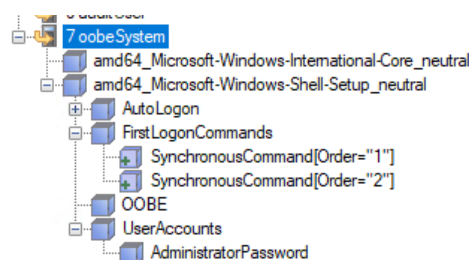 7 oobeSystem
amd64_Microsoft-Windows-International-Core_neutral
amd64_Microsoft-Windows-Shell-Setup_neutral
AutoLogon
FirstLogonCommands
SynchronousCommand[Order="1"]
SynchronousCommand[Order="2"]
OOBE
UserAccounts
AdministratorPassword